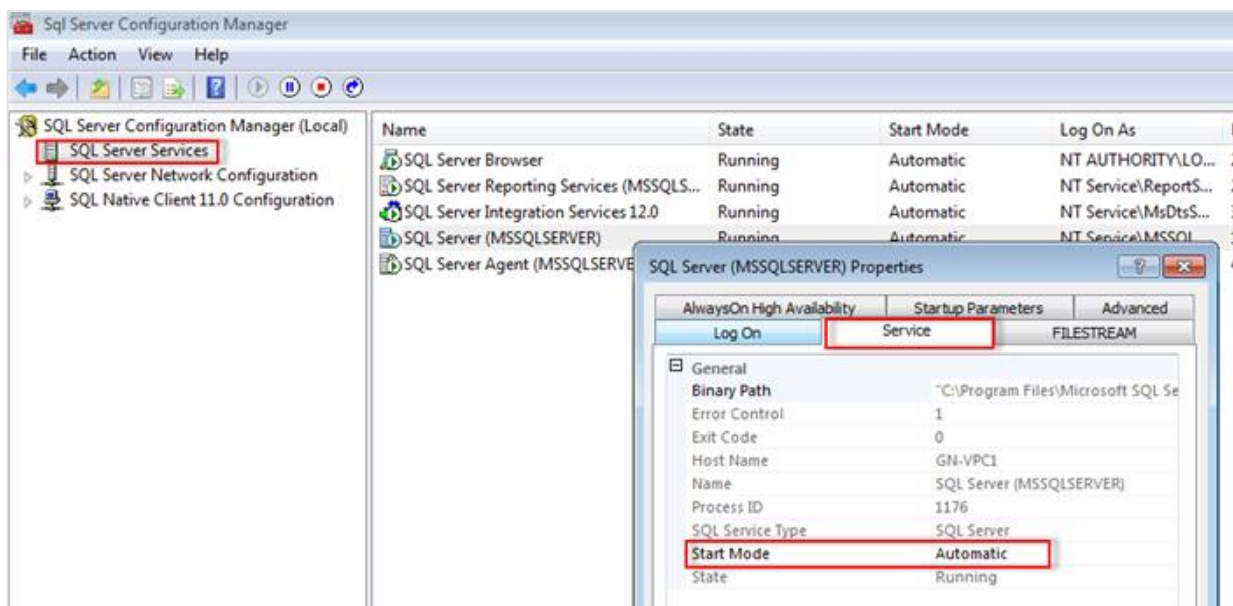 Sql Server Configuration Manager
File Action View Help
SQL Server Configuration Manager (Local)
SQL Server Services
SQL Server Network Configuration
SQL Native Client 11.0 Configuration
Name State Start Mode Log On As
SQL Server Browser Running Automatic NT AUTHORITY\LO...
SQL Server Reporting Services (MSSQLS... Running Automatic NT Service\ReportS...
SQL Server Integration Services 12.0 Running Automatic NT Service\MsDtsS...
SQL Server (MSSQLSERVER) Running Automatic NT Service\MSSQL
SQL Server Agent (MSSQLSERVE
SQL Server (MSSQLSERVER) Properties
AlwaysOn High Availability Startup Parameters Advanced
Log On Service FILESTREAM
General
Binary Path "C:\Program Files\Microsoft SQL Se
Error Control 1
Exit Code 0
Host Name GN-VPC1
Name SQL Server (MSSQLSERVER)
Process ID 1176
SQL Service Type SQL Server
Start Mode Automatic
State Running